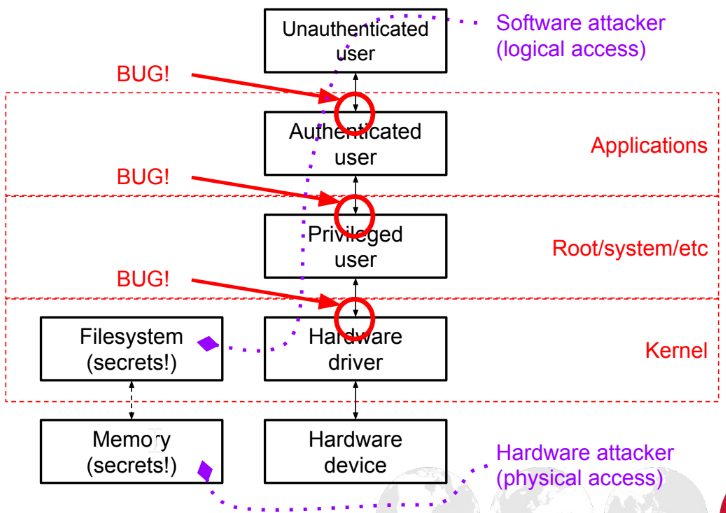 Unauthenticated
user
Software attacker
(logical access)
BUG!
Authenticated
user
Applications
BUG!
Privileged
user
Root/system/etc
BUG!
Filesystem
(secrets!)
Hardware
driver
Kernel
Memory
(secrets!)
Hardware
device
Hardware attacker
(physical access)